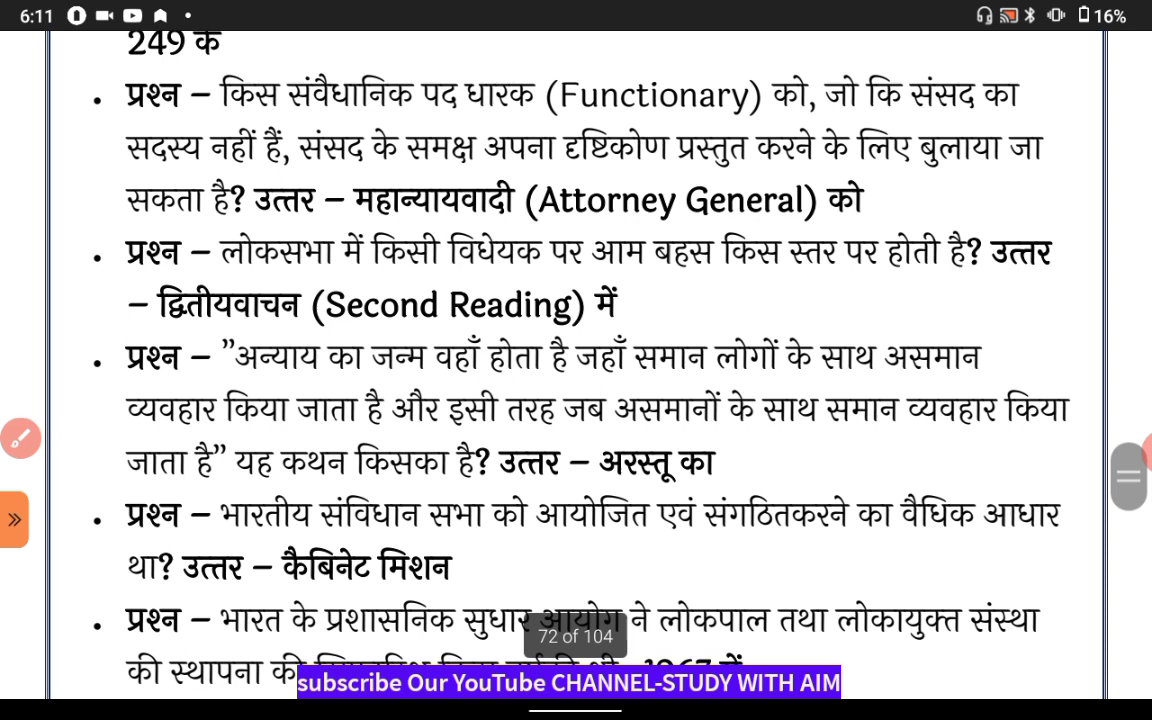 6:11
16%
249 के
• प्रश्न – किस संवैधानिक पद धारक (Functionary) को, जो कि संसद का
सदस्य नहीं हैं, संसद के समक्ष अपना दृष्टिकोण प्रस्तुत करने के लिए बुलाया जा
सकता है? उत्तर – महान्यायवादी (Attorney General) को
• प्रश्न – लोकसभा में किसी विधेयक पर आम बहस किस स्तर पर होती है? उत्तर
– द्वितीयवाचन (Second Reading) में
• प्रश्न – ”अन्याय का जन्म वहाँ होता है जहाँ समान लोगों के साथ असमान
व्यवहार किया जाता है और इसी तरह जब असमानों के साथ समान व्यवहार किया
जाता है” यह कथन किसका है? उत्तर – अरस्तू का
• प्रश्न – भारतीय संविधान सभा को आयोजित एवं संगठितकरने का वैधिक आधार
था? उत्तर – कैबिनेट मिशन
• प्रश्न – भारत के प्रशासनिक सुधार आयोग ने लोकपाल तथा लोकायुक्त संस्था
72 of 104
की स्थापना की
subscribe Our YouTube CHANNEL-STUDY WITH AIM